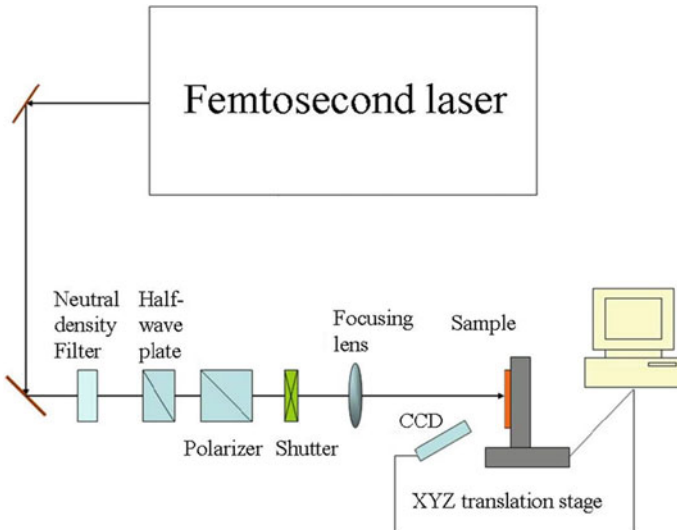 Femtosecond laser
Neutral
density
Filter
Half-
wave
plate
Focusing
lens
Sample
Polarizer
Shutter
CCD
XYZ translation stage